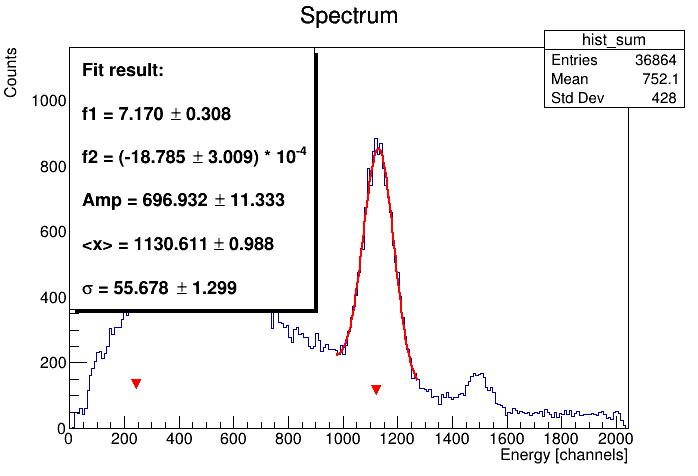 Spectrum
hist_sum
Entries 36864
Mean 752.1
Std Dev 428
Counts
Fit result:
f1 = 7.170 ± 0.308
f2 = (-18.785 ± 3.009) * 10⁻⁴
Amp = 696.932 ± 11.333
<x> = 1130.611 ± 0.988
σ = 55.678 ± 1.299
1000
800
600
400
200
0
0 200 400 600 800 1000 1200 1400 1600 1800 2000
Energy [channels]